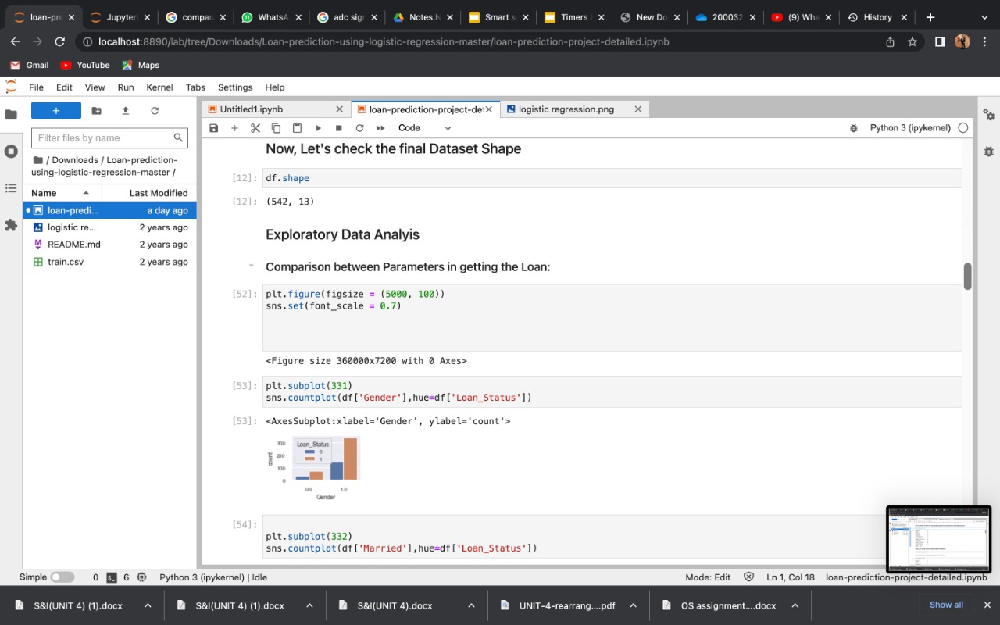 loan-pre
Jupyter
compar
WhatsA
adc sig
Notes.N
Smart s
Timers &
New Do
200032
(9) Wha
History
localhost:8890/lab/tree/Downloads/Loan-prediction-using-logistic-regression-master/loan-prediction-project-detailed.ipynb
Gmail
YouTube
Maps
File
Edit
View
Run
Kernel
Tabs
Settings
Help
Untitled1.ipynb
loan-prediction-project-de
logistic regression.png
Code
Python 3 (ipykernel)
Filter files by name
/ Downloads / Loan-prediction-
using-logistic-regression-master /
Name
Last Modified
loan-predi...
a day ago
logistic re...
2 years ago
README.md
2 years ago
train.csv
2 years ago
Now, Let's check the final Dataset Shape
[12]: df.shape
[12]: (542, 13)
Exploratory Data Analyis
Comparison between Parameters in getting the Loan:
[52]: plt.figure(figsize = (5000, 100))
sns.set(font_scale = 0.7)
<Figure size 360000x7200 with 0 Axes>
[53]: plt.subplot(331)
sns.countplot(df['Gender'],hue=df['Loan_Status'])
[53]: <AxesSubplot:xlabel='Gender', ylabel='count'>
Loan_Status
0
1
300
200
100
0
count
0.0
1.0
Gender
[54]:
plt.subplot(332)
sns.countplot(df['Married'],hue=df['Loan_Status'])
Simple
0
6
Python 3 (ipykernel) | Idle
Mode: Edit
Ln 1, Col 18
loan-prediction-project-detailed.ipynb
S&I(UNIT 4) (1).docx
S&I(UNIT 4) (1).docx
S&I(UNIT 4).docx
UNIT-4-rearrang....pdf
OS assignment....docx
Show all